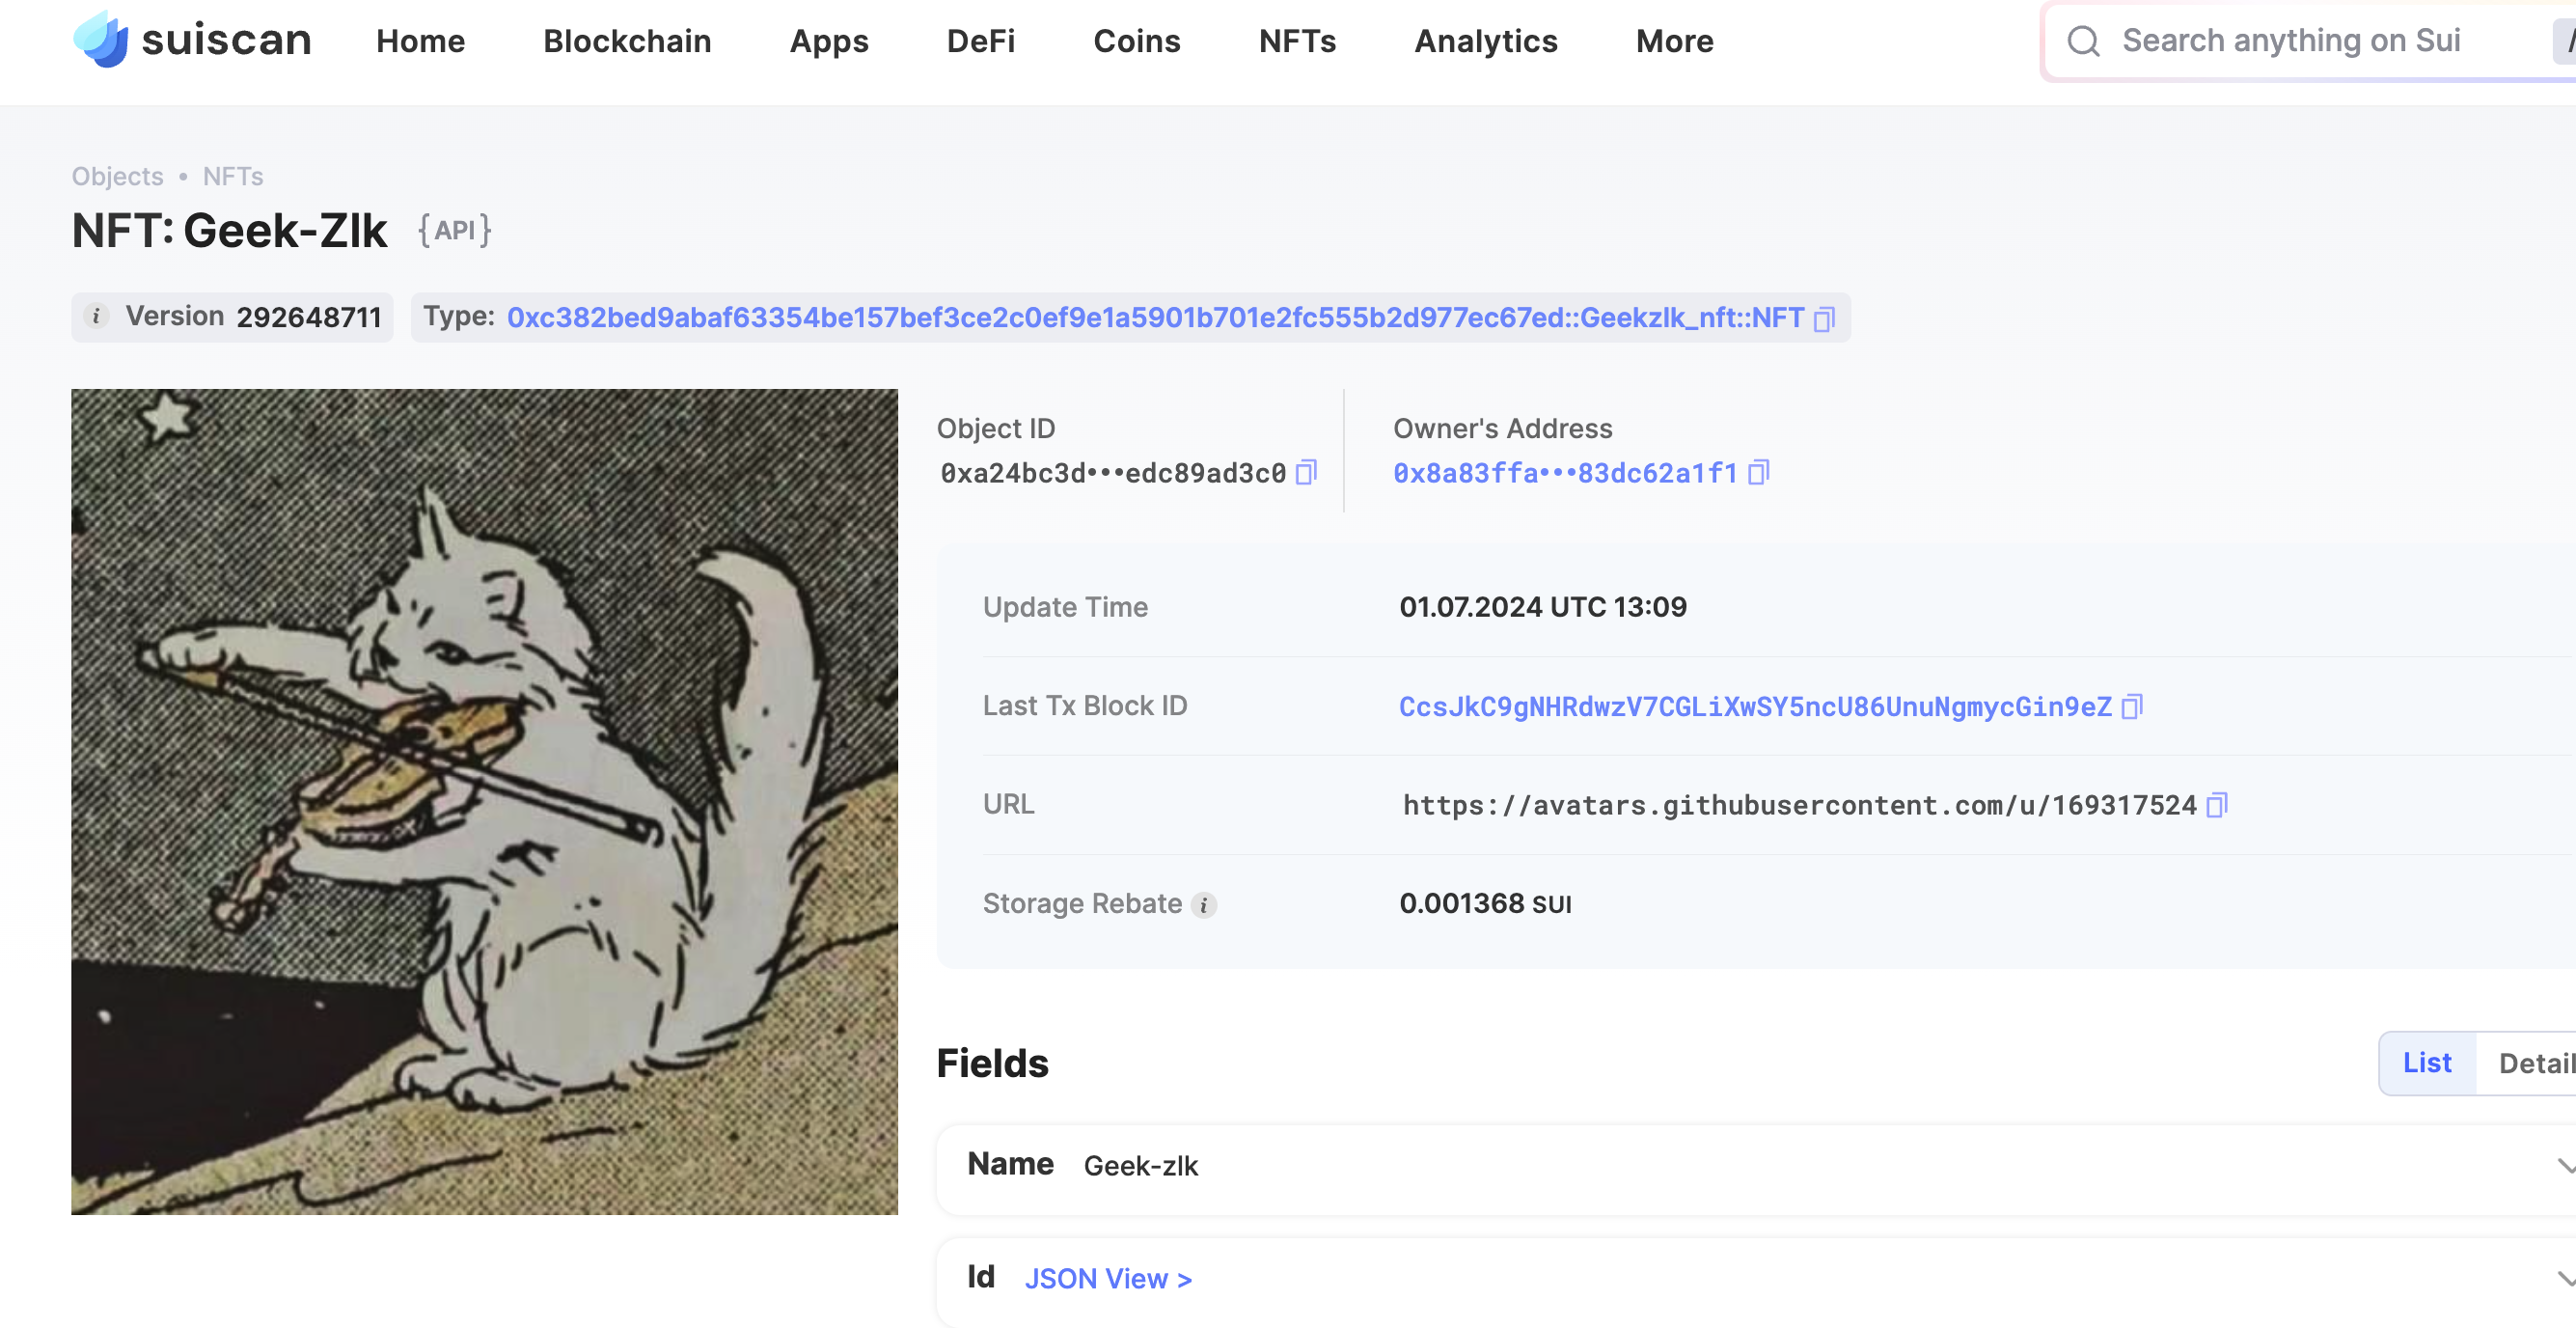 suiscan Home Blockchain Apps DeFi Coins NFTs Analytics More Search anything on Sui /
Objects • NFTs
NFT: Geek-Zlk {API}
i Version 292648711 Type: 0xc382bed9abaf63354be157bef3ce2c0ef9e1a5901b701e2fc555b2d977ec67ed::Geekzlk_nft::NFT
Object ID Owner's Address
0xa24bc3d•••edc89ad3c0 0x8a83ffa•••83dc62a1f1
Update Time 01.07.2024 UTC 13:09
Last Tx Block ID CcsJkC9gNHRdwzV7CGLiXwSY5ncU86UnuNgmycGin9eZ
URL https://avatars.githubusercontent.com/u/169317524
Storage Rebate i 0.001368 SUI
Fields List Detail
Name Geek-zlk
Id JSON View >